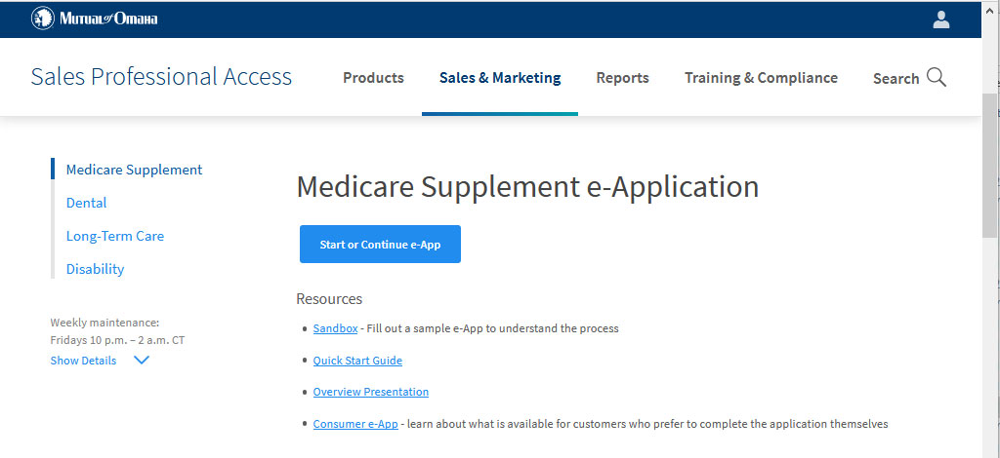 Mutual of Omaha
Sales Professional Access
Products
Sales & Marketing
Reports
Training & Compliance
Search
Medicare Supplement
Dental
Long-Term Care
Disability
Weekly maintenance:
Fridays 10 p.m. – 2 a.m. CT
Show Details
Medicare Supplement e-Application
Start or Continue e-App
Resources
• Sandbox - Fill out a sample e-App to understand the process
• Quick Start Guide
• Overview Presentation
• Consumer e-App - learn about what is available for customers who prefer to complete the application themselves